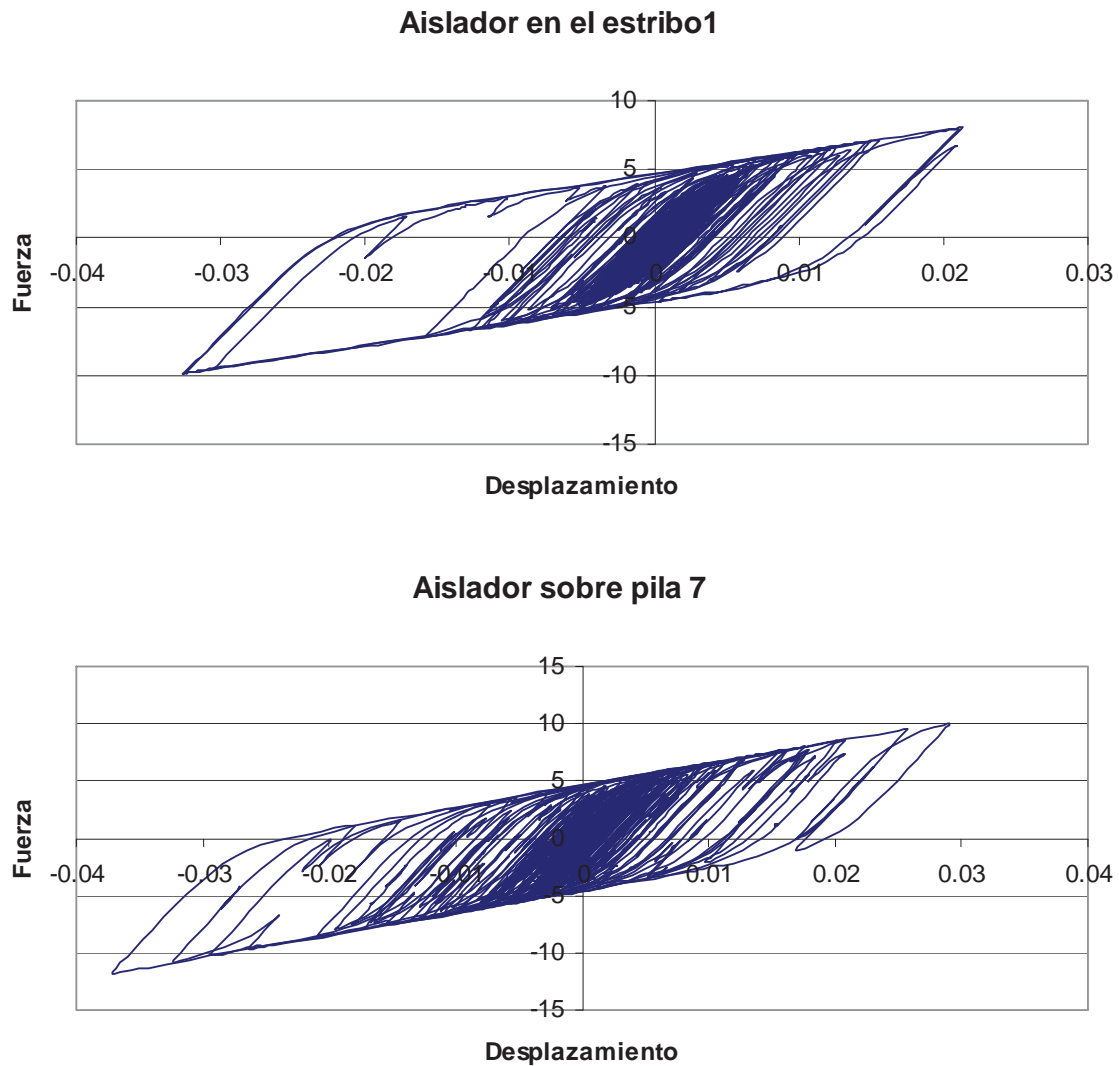 Aislador en el estribo1
10
5
0
-0.04 -0.03 -0.02 -0.01 0 0.01 0.02 0.03
-5
-10
-15
Fuerza
Desplazamiento
Aislador sobre pila 7
15
10
5
0
-0.04 -0.03 -0.02 -0.01 0 0.01 0.02 0.03 0.04
-5
-10
-15
Fuerza
Desplazamiento